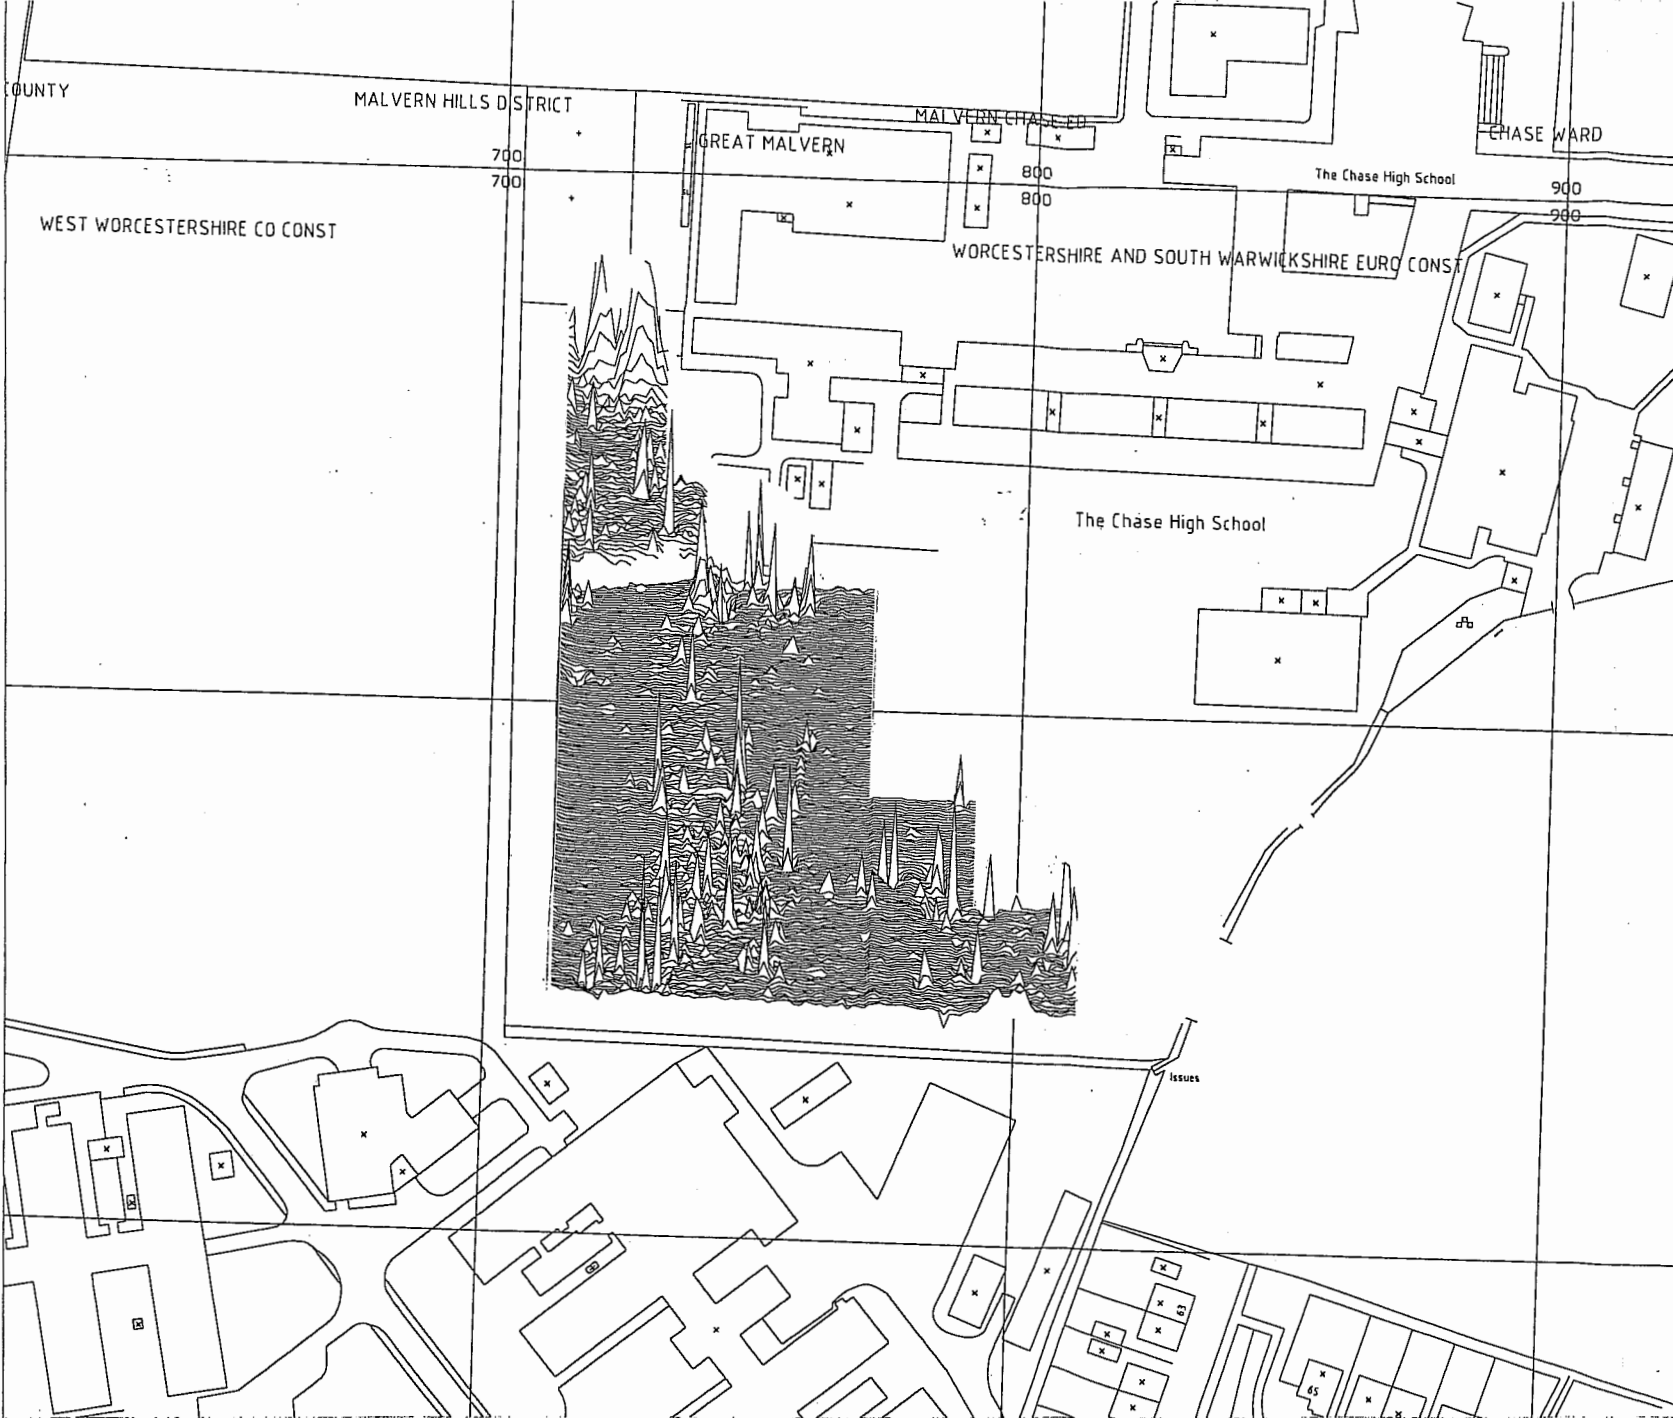 COUNTY
MALVERN HILLS DISTRICT
MALVERN CHASE ED
CHASE WARD
GREAT MALVERN
700
700
800
800
The Chase High School
900
900
WEST WORCESTERSHIRE CO CONST
WORCESTERSHIRE AND SOUTH WARWICKSHIRE EURO CONST
The Chase High School
Issues
63
65